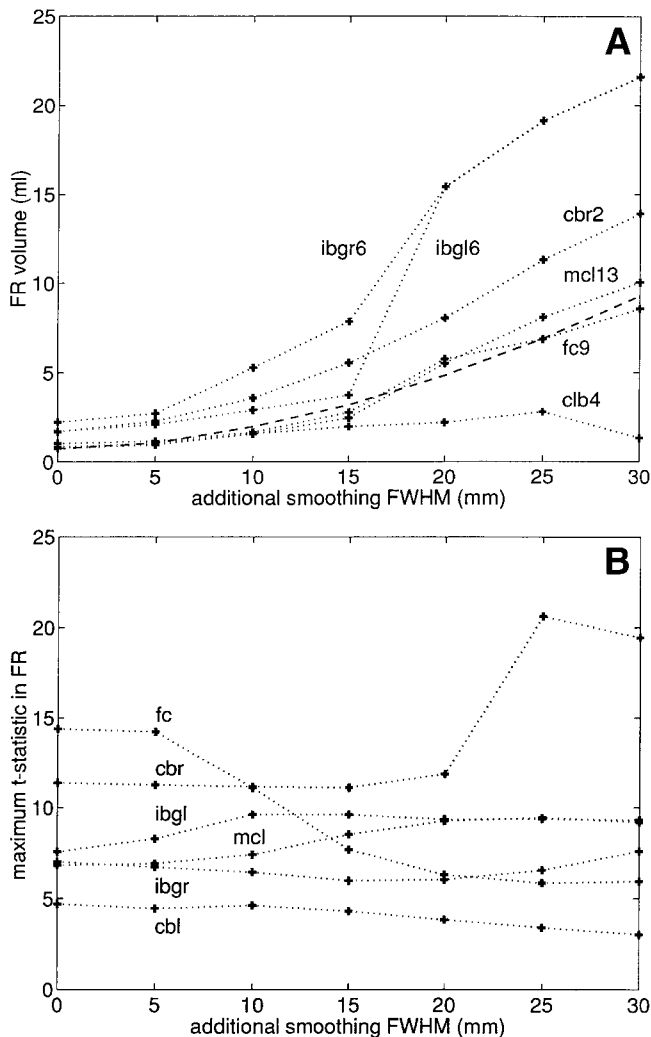 A
25
20
15
10
5
0
FR volume (ml)
ibgr6
ibgl6
cbr2
mcl13
fc9
clb4
0 5 10 15 20 25 30
additional smoothing FWHM (mm)
B
25
20
15
10
5
0
maximum t-statistic in FR
fc
cbr
ibgl
mcl
ibgr
cbl
0 5 10 15 20 25 30
additional smoothing FWHM (mm)